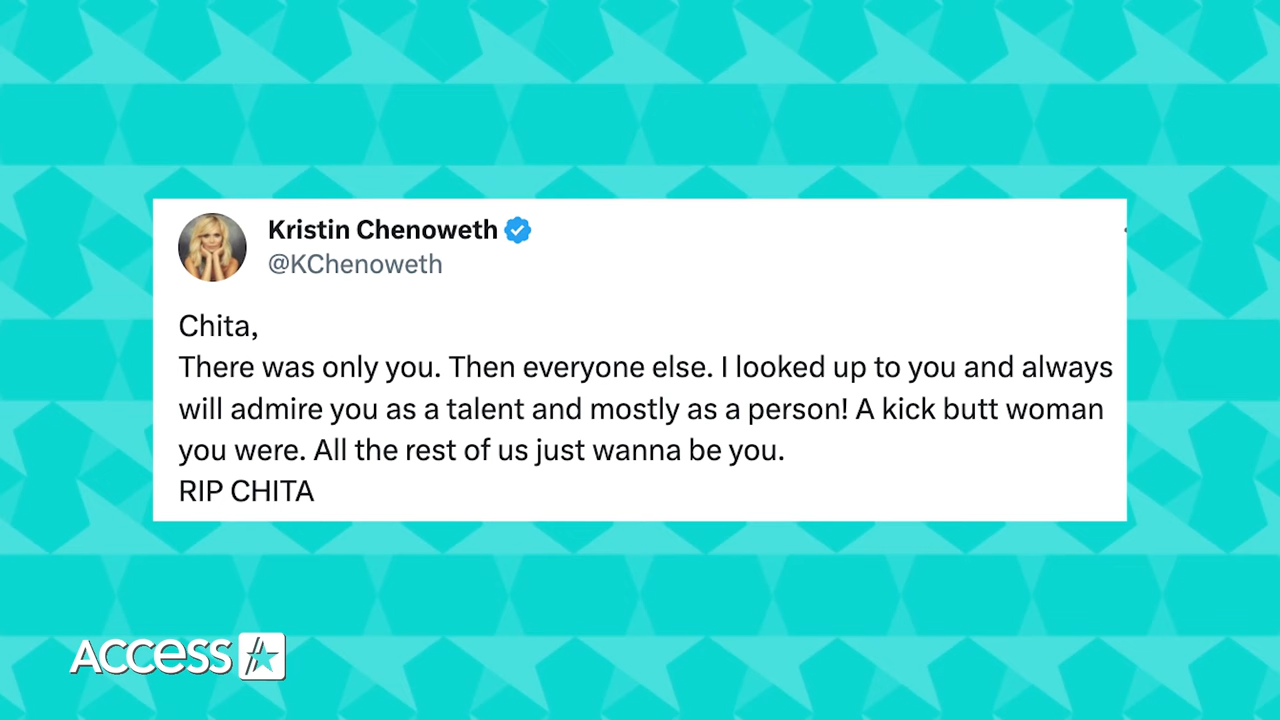 Kristin Chenoweth
@KChenoweth
Chita,
There was only you. Then everyone else. I looked up to you and always
will admire you as a talent and mostly as a person! A kick butt woman
you were. All the rest of us just wanna be you.
RIP CHITA
ACCESS